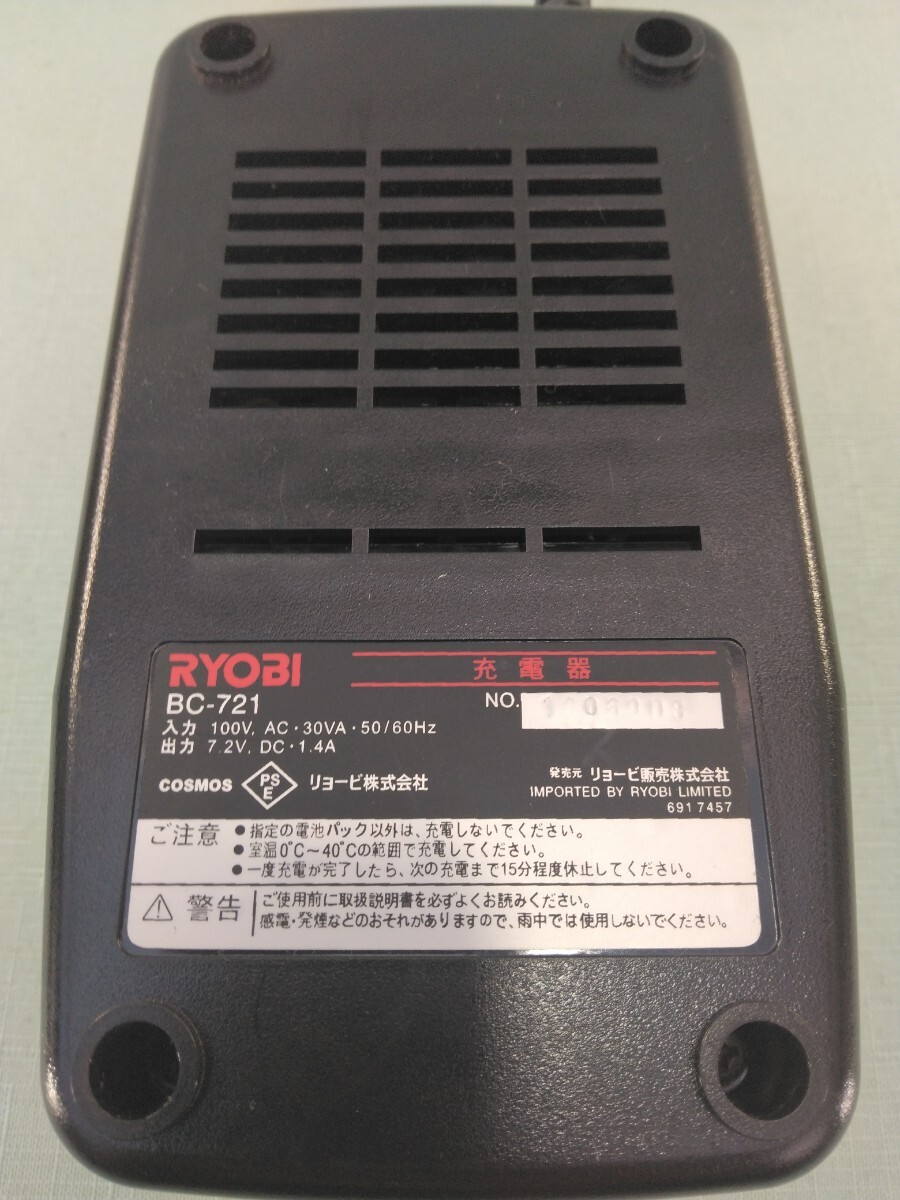 RYOBI 充電器
BC-721 NO.
入力 100V, AC・30VA・50/60Hz
出力 7.2V, DC・1.4A
COSMOS PS E リョービ株式会社
発売元 リョービ販売株式会社
IMPORTED BY RYOBI LIMITED
6917457
ご注意
●指定の電池パック以外は、充電しないでください。
●室温0℃～40℃の範囲で充電してください。
●一度充電が完了したら、次の充電まで15分程度休止してください。
⚠ 警告
ご使用前に取扱説明書を必ずよくお読みください。
感電・発煙などのおそれがありますので、雨中では使用しないでください。